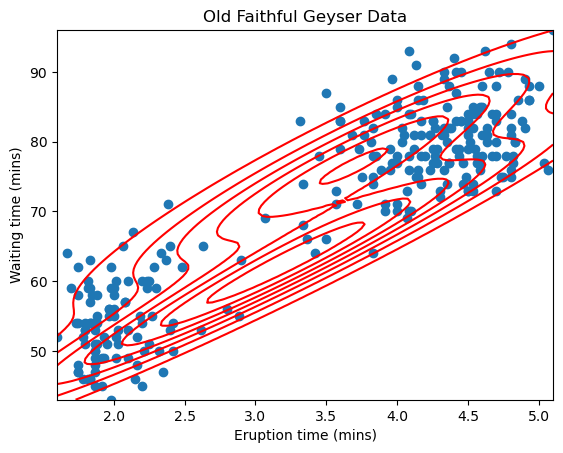 Old Faithful Geyser Data
Waiting time (mins)
90
80
70
60
50
2.0 2.5 3.0 3.5 4.0 4.5 5.0
Eruption time (mins)